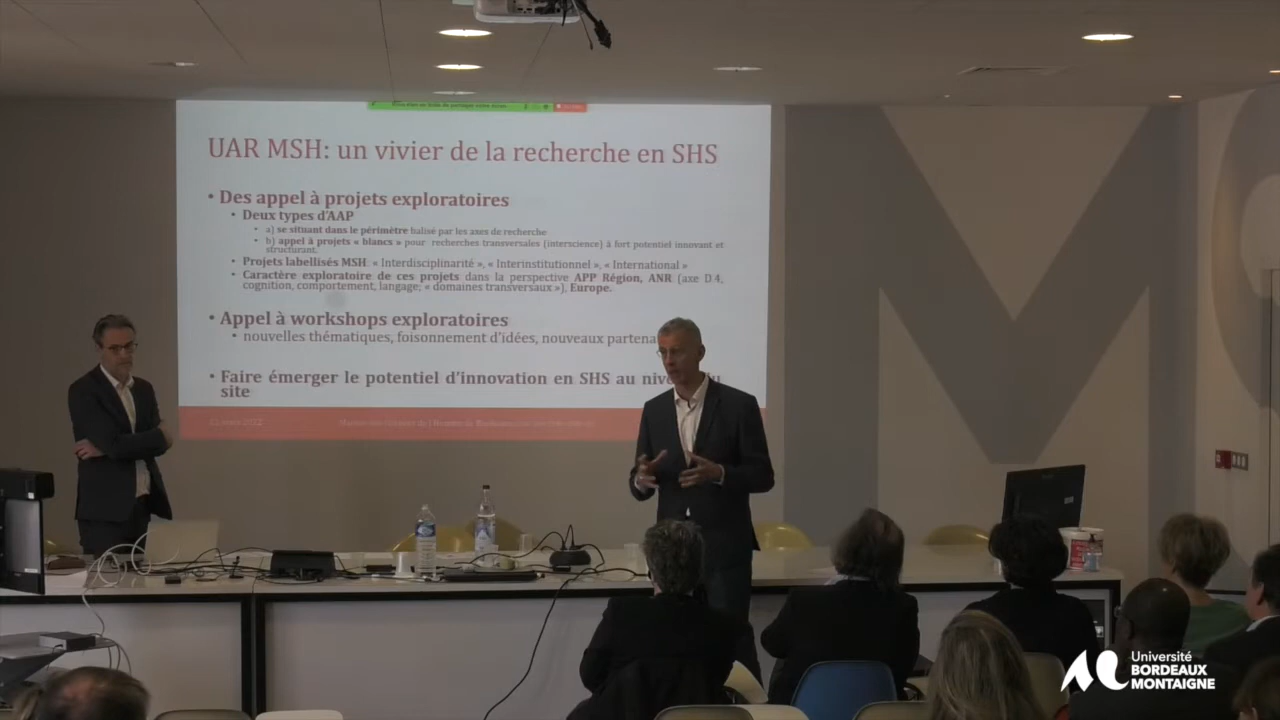 UAR MSH: un vivier de la recherche en SHS
• Des appel à projets exploratoires
• Deux types d'AAP
• a) se situant dans le périmètre balisé par les axes de recherche
• b) appel à projets « blancs » pour recherches transversales (interscience) à fort potentiel innovant et
structurant.
• Projets labellisés MSH « Interdisciplinarité », « Interinstitutionnel », « International »
• Caractère exploratoire de ces projets dans la perspective APP Région, ANR (axe D.4,
cognition, comportement, langage; « domaines transversaux »), Europe.
• Appel à workshops exploratoires
• nouvelles thématiques, foisonnement d'idées, nouveaux partena
• Faire émerger le potentiel d'innovation en SHS au
site
Université
BORDEAUX
MONTAIGNE